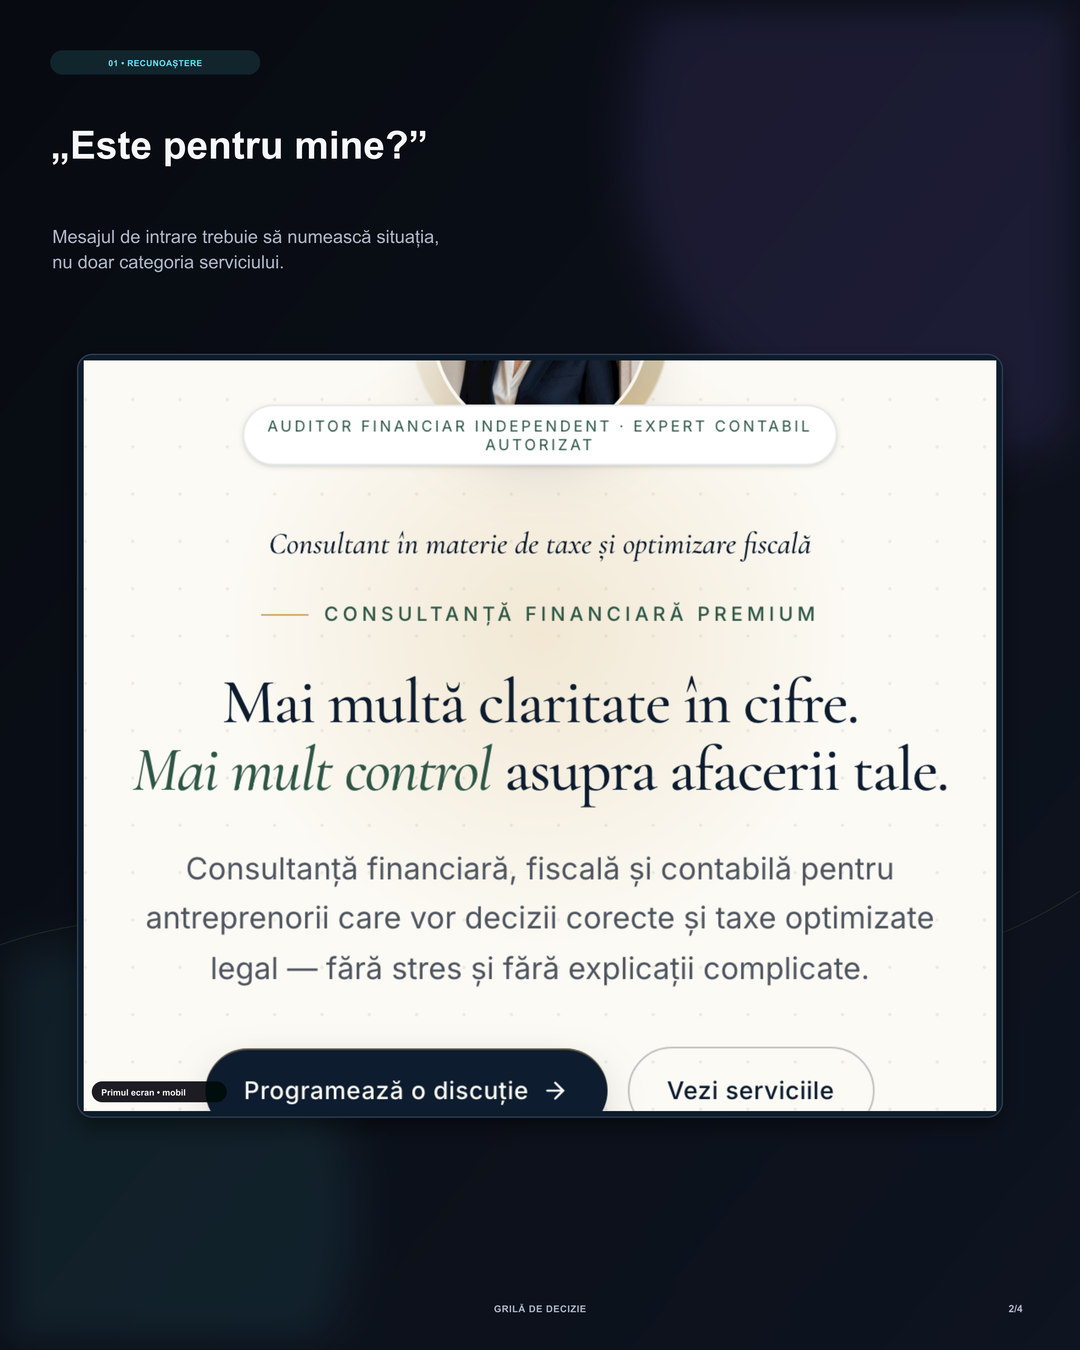 01 • RECUNOAȘTERE
„Este pentru mine?”
Mesajul de intrare trebuie să numească situația,
nu doar categoria serviciului.
AUDITOR FINANCIAR INDEPENDENT · EXPERT CONTABIL
AUTORIZAT
Consultant în materie de taxe și optimizare fiscală
CONSULTANȚĂ FINANCIARĂ PREMIUM
Mai multă claritate în cifre.
Mai mult control asupra afacerii tale.
Consultanță financiară, fiscală și contabilă pentru
antreprenorii care vor decizii corecte și taxe optimizate
legal — fără stres și fără explicații complicate.
Programează o discuție →
Vezi serviciile
Primul ecran • mobil
GRILĂ DE DECIZIE
2/4